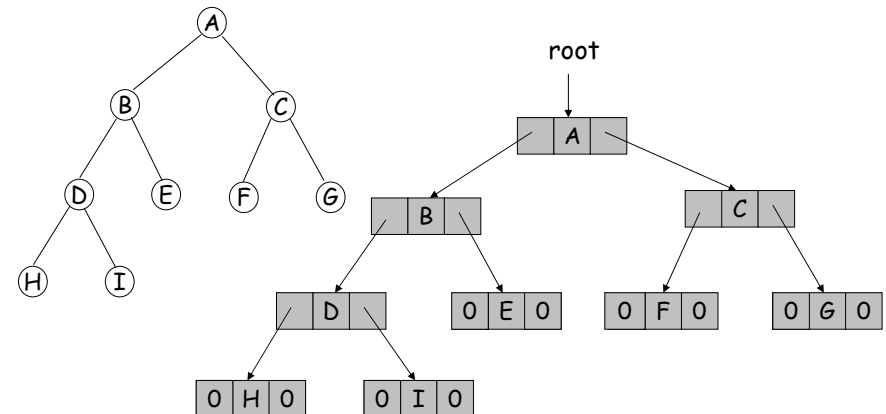 A
B C
D E F G
H I
root
A
B C
D 0 E 0 0 F 0 0 G 0
0 H 0 0 I 0